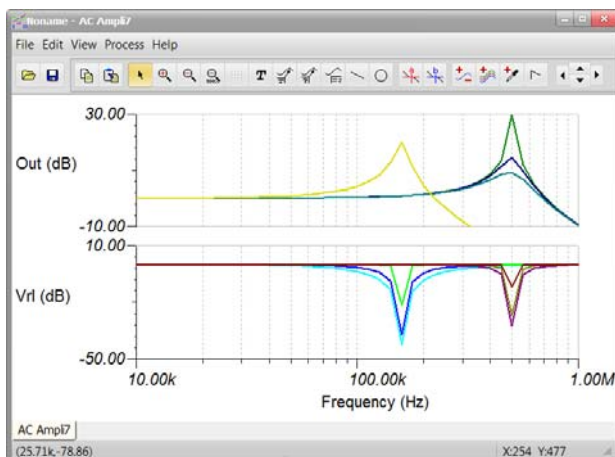 Noname - AC Ampli7
File Edit View Process Help
T
a b
30.00
Out (dB)
-10.00
10.00
Vrl (dB)
-50.00
10.00k 100.00k 1.00M
Frequency (Hz)
AC Ampli7
(25.71k,-78.86) X:254 Y:477